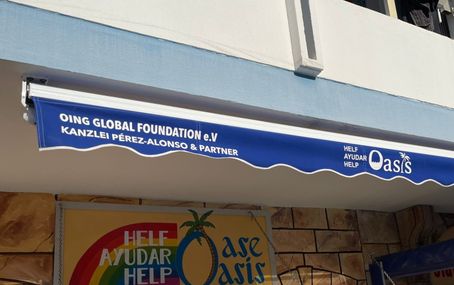 OING GLOBAL FOUNDATION e.V
KANZLEI PÉREZ-ALONSO & PARTNER
HELF
AYUDAR
HELP
Oasis
HELF
AYUDAR
HELP
Oase
Oasis